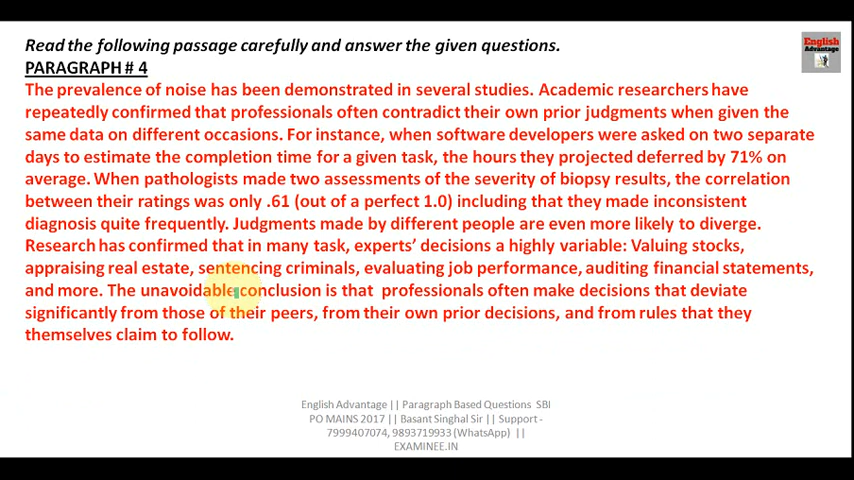 Read the following passage carefully and answer the given questions.
English
Advantage
PARAGRAPH # 4
The prevalence of noise has been demonstrated in several studies. Academic researchers have
repeatedly confirmed that professionals often contradict their own prior judgments when given the
same data on different occasions. For instance, when software developers were asked on two separate
days to estimate the completion time for a given task, the hours they projected deferred by 71% on
average. When pathologists made two assessments of the severity of biopsy results, the correlation
between their ratings was only .61 (out of a perfect 1.0) including that they made inconsistent
diagnosis quite frequently. Judgments made by different people are even more likely to diverge.
Research has confirmed that in many task, experts’ decisions a highly variable: Valuing stocks,
appraising real estate, sentencing criminals, evaluating job performance, auditing financial statements,
and more. The unavoidable conclusion is that professionals often make decisions that deviate
significantly from those of their peers, from their own prior decisions, and from rules that they
themselves claim to follow.
English Advantage || Paragraph Based Questions SBI
PO MAINS 2017 || Basant Singhal Sir || Support -
7999407074, 9893719933 (WhatsApp) ||
EXAMINEE.IN